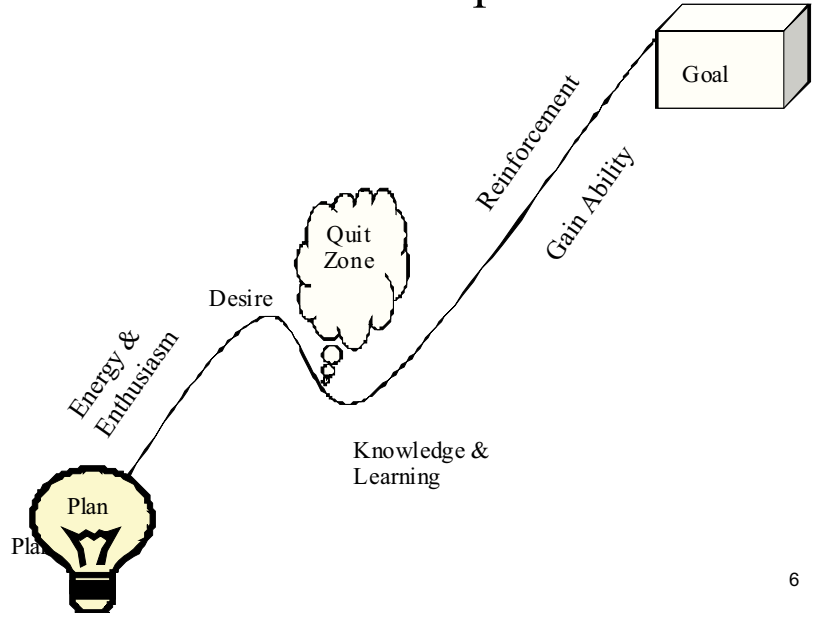 Goal
Reinforcement
Gain Ability
Quit
Zone
Desire
Energy &
Enthusiasm
Knowledge &
Learning
Plan
6